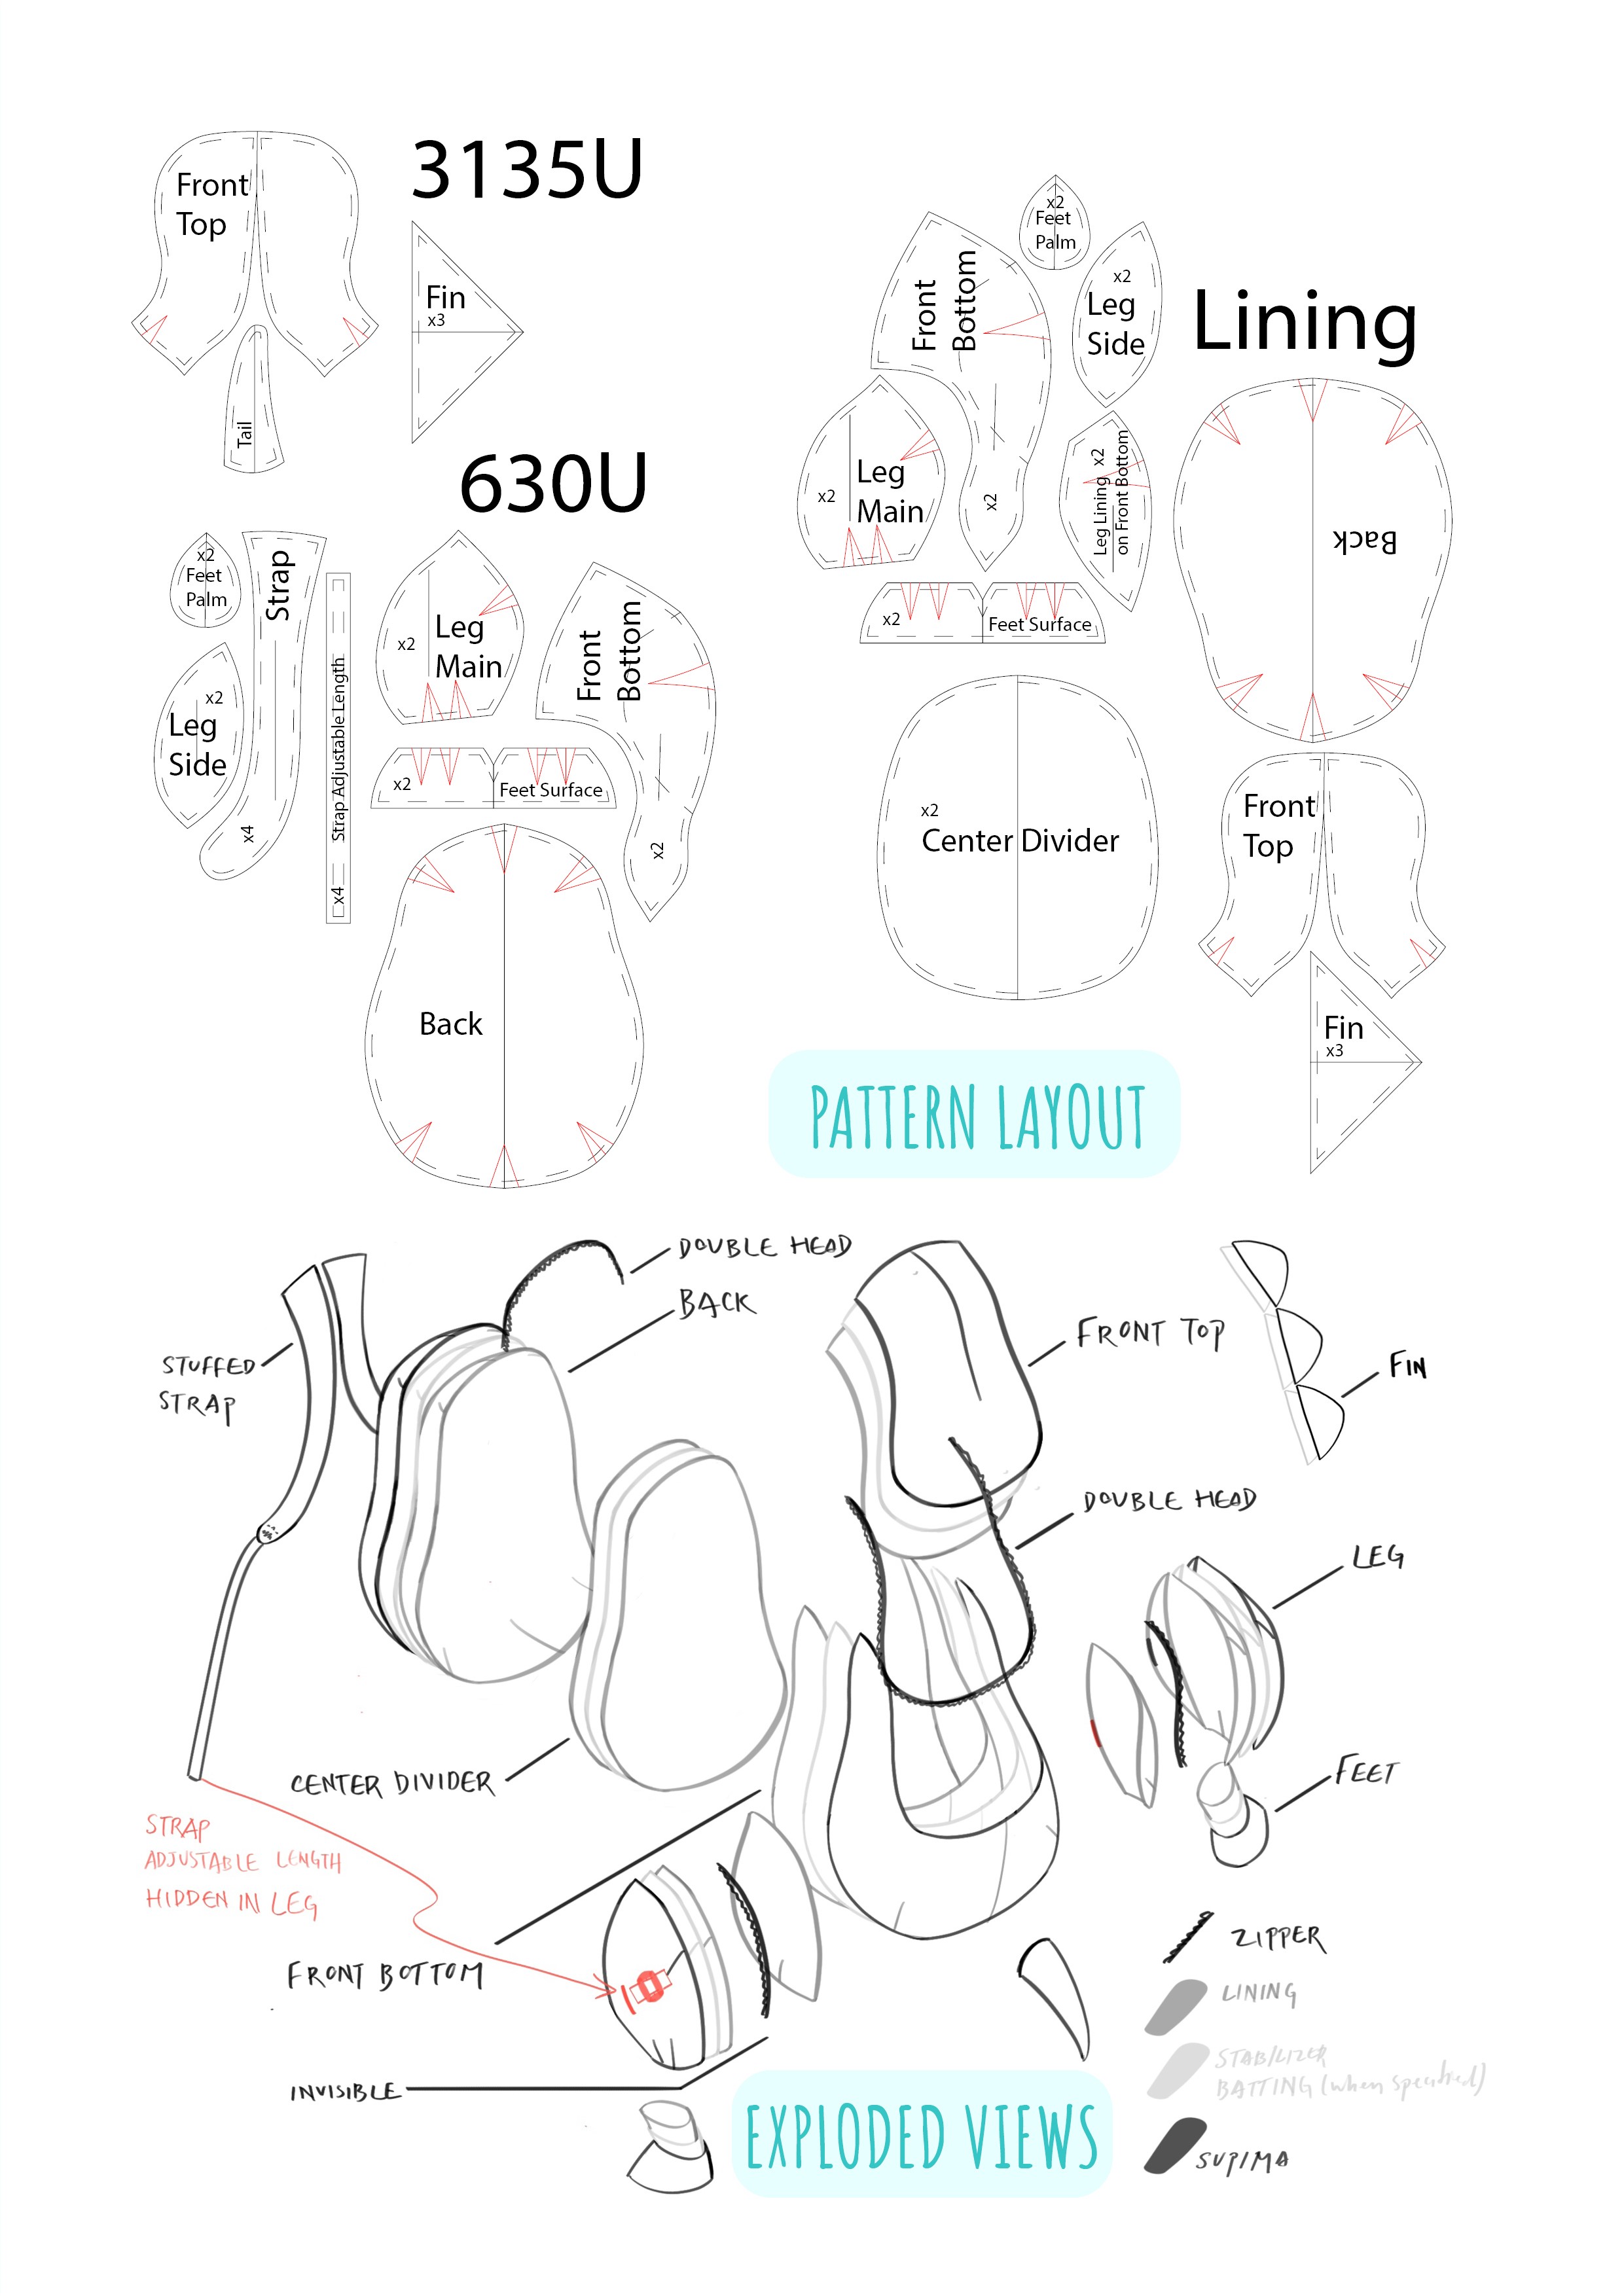 3135U
Front
Top
Fin
x3
Tail
630U
x2
Feet
Palm
Strap
x4
x2
Leg
Side
Strap Adjustable Length
x4
x2
Leg
Main
Front
Bottom
x2
x2
Feet Surface
Back
Lining
x2
Feet
Palm
Front
Bottom
x2
x2
Leg
Side
x2
Leg
Main
x2
Leg Lining
on Front Bottom
Back
x2
Feet Surface
x2
Center Divider
Front
Top
Fin
x3
PATTERN LAYOUT
DOUBLE HEAD
BACK
STUFFED
STRAP
FRONT TOP
FIN
DOUBLE HEAD
LEG
FEET
CENTER DIVIDER
STRAP
ADJUSTABLE LENGTH
HIDDEN IN LEG
FRONT BOTTOM
INVISIBLE
ZIPPER
LINING
STABILIZER
BATTING (when specified)
SUPIMA
EXPLODED VIEWS